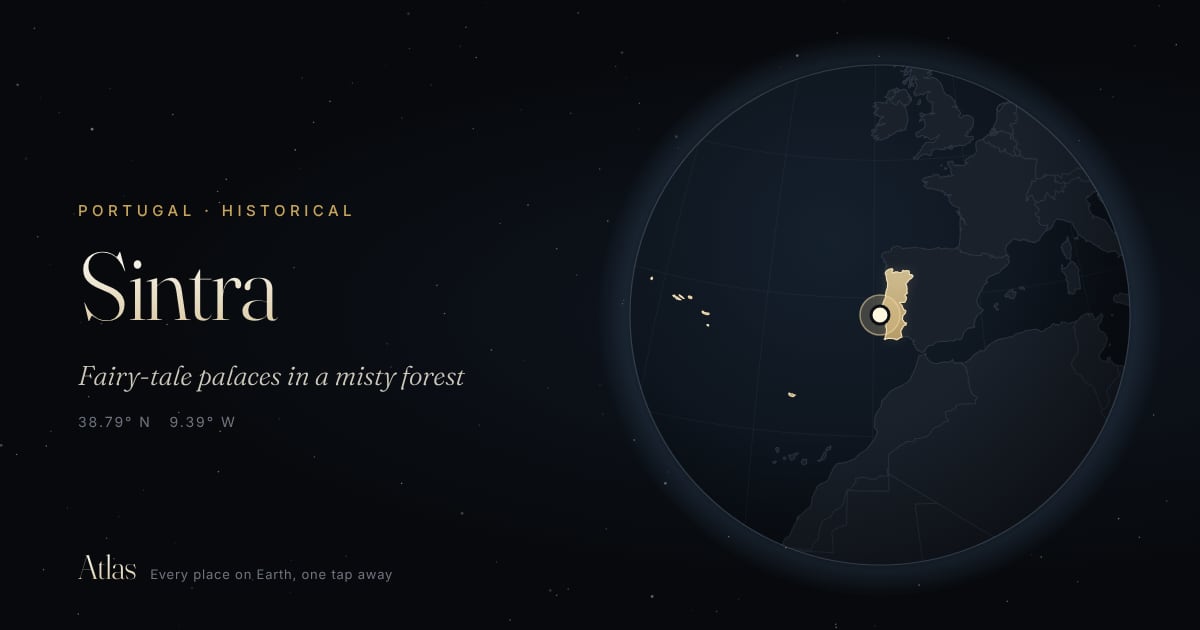 PORTUGAL · HISTORICAL
Sintra
Fairy-tale palaces in a misty forest
38.79° N 9.39° W
Atlas Every place on Earth, one tap away